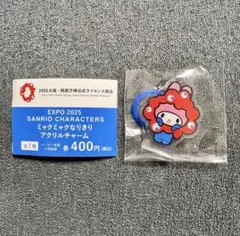 2025大阪・関西万博公式ライセンス商品
EXPO 2025
SANRIO CHARACTERS
ミャクミャクなりきり
アクリルチャーム
全7種
各400円(税込)